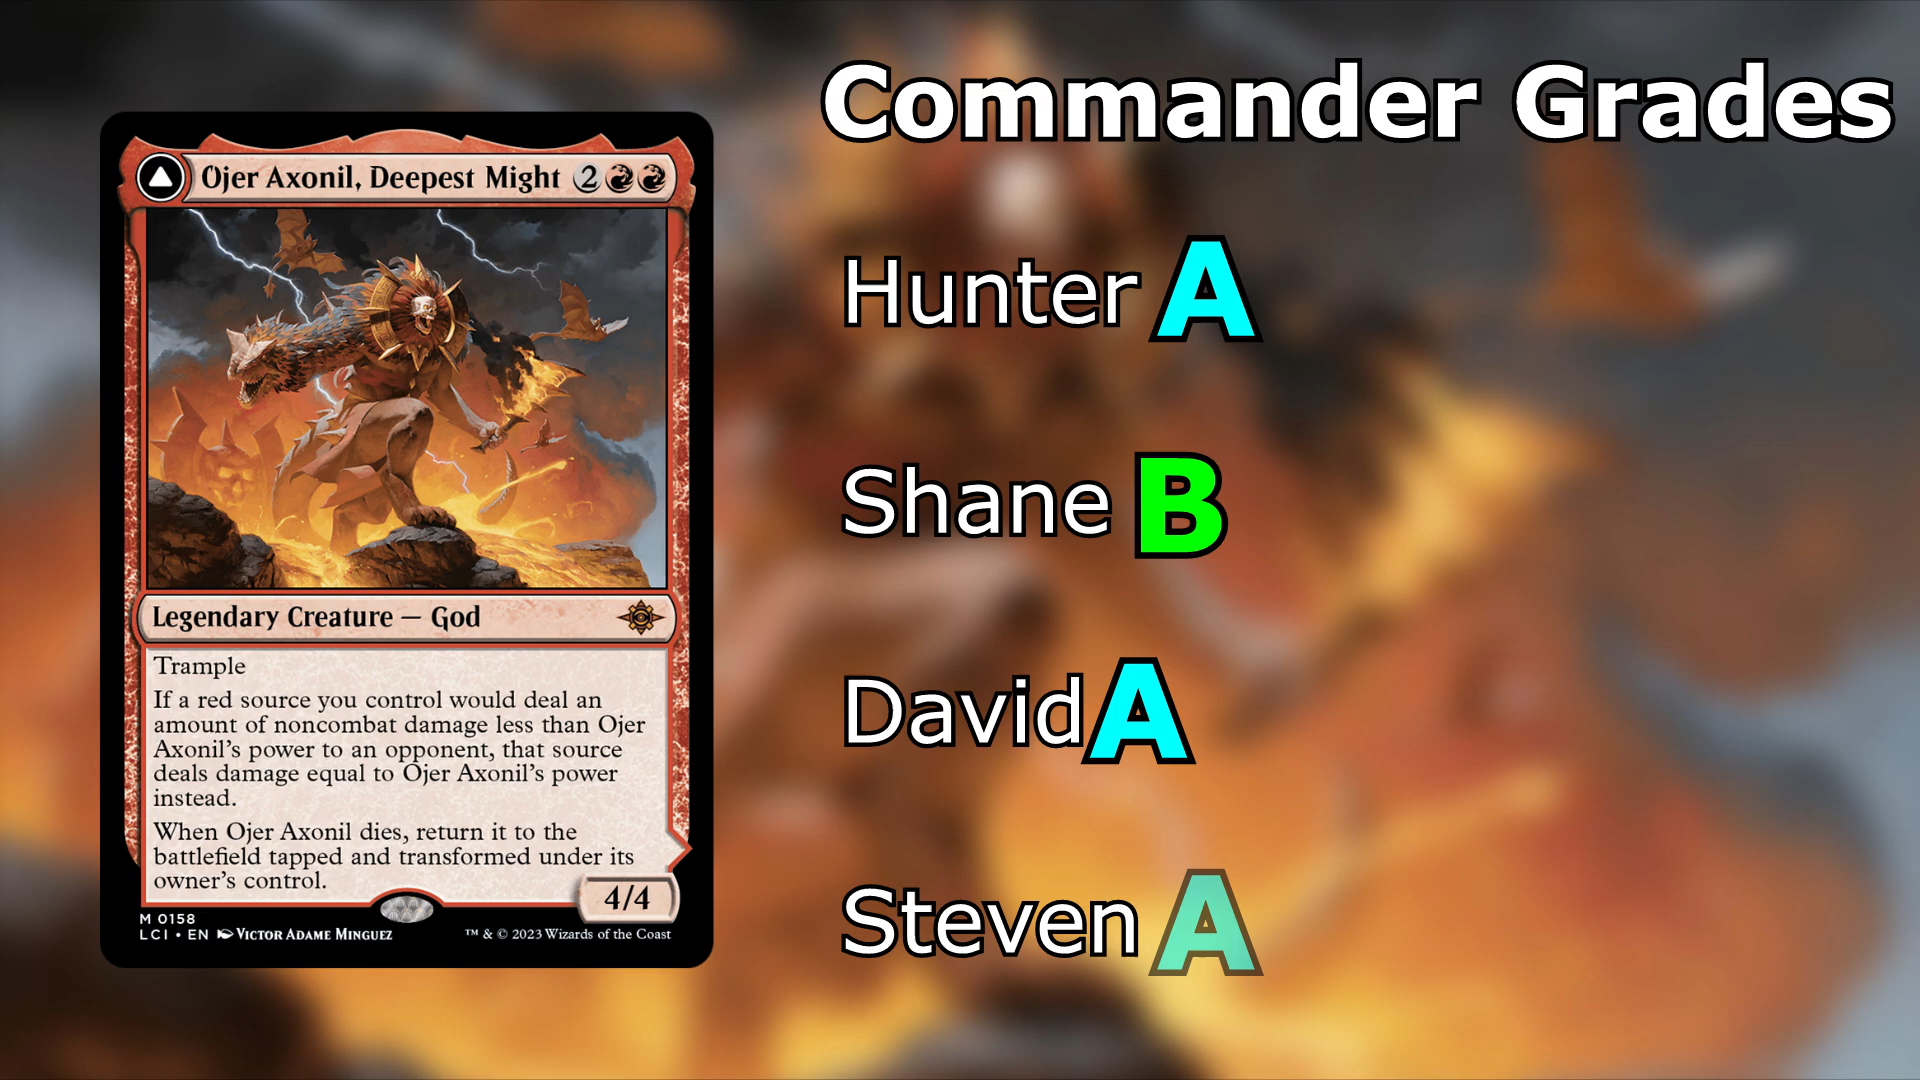 Commander Grades
Ojer Axonil, Deepest Might 2
Legendary Creature — God
Trample
If a red source you control would deal an
amount of noncombat damage less than Ojer
Axonil's power to an opponent, that source
deals damage equal to Ojer Axonil's power
instead.
When Ojer Axonil dies, return it to the
battlefield tapped and transformed under its
owner's control.
4/4
M 0158
LCI • EN Victor Adame Minguez
™ & © 2023 Wizards of the Coast
Hunter A
Shane B
David A
Steven A